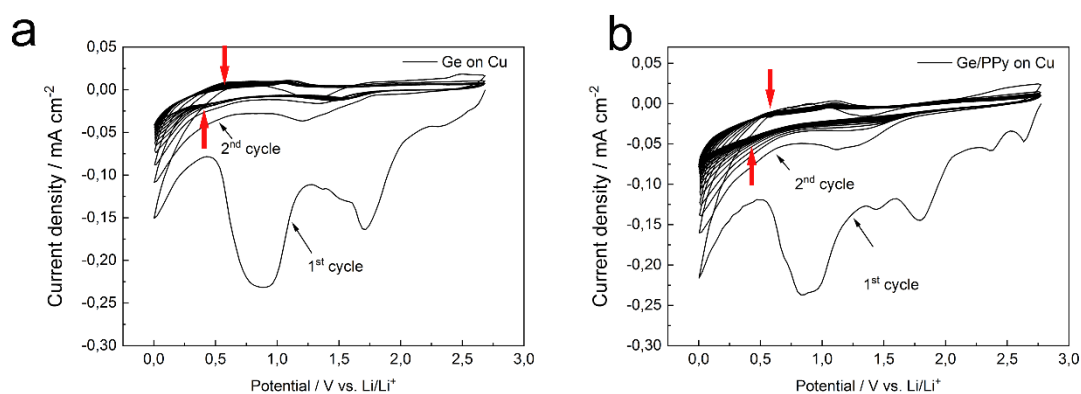 a
Ge on Cu
0,05
0,00
-0,05
-0,10
-0,15
-0,20
-0,25
-0,30
Current density / mA cm⁻²
2ⁿᵈ cycle
1ˢᵗ cycle
0,0 0,5 1,0 1,5 2,0 2,5 3,0
Potential / V vs. Li/Li⁺
b
Ge/PPy on Cu
0,05
0,00
-0,05
-0,10
-0,15
-0,20
-0,25
-0,30
Current density / mA cm⁻²
2ⁿᵈ cycle
1ˢᵗ cycle
0,0 0,5 1,0 1,5 2,0 2,5 3,0
Potential / V vs. Li/Li⁺